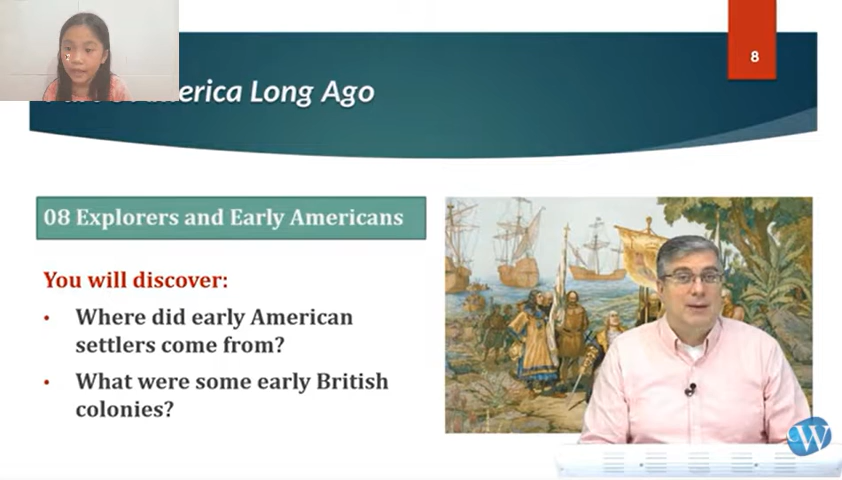 8
America Long Ago
08 Explorers and Early Americans
You will discover:
• Where did early American
settlers come from?
• What were some early British
colonies?
W